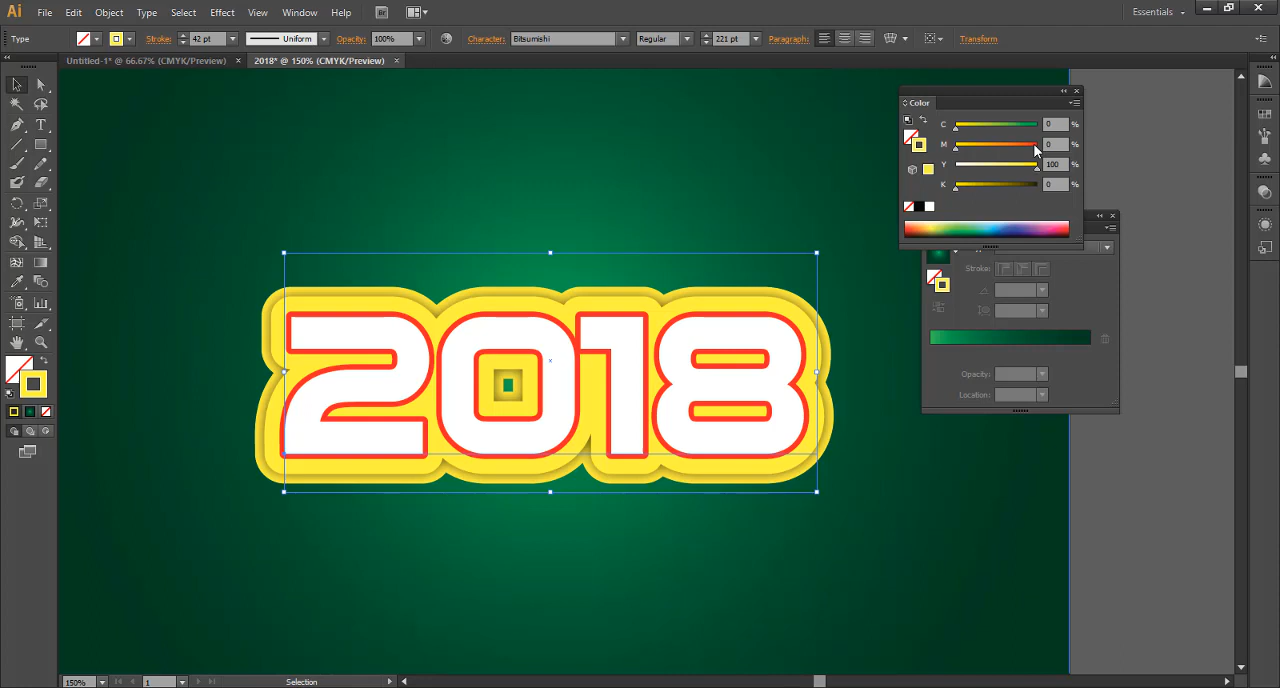 Ai File Edit Object Type Select Effect View Window Help Br Essentials
Type Stroke: 42 pt Uniform Opacity: 100% Character: Bitsumishi Regular 221 pt Paragraph: Transform
Untitled-1* @ 66.67% (CMYK/Preview) × 2018* @ 150% (CMYK/Preview) ×
Color
C 0 %
M 0 %
Y 100 %
K 0 %
Stroke:
Opacity:
Location:
2018
150% 1 Selection